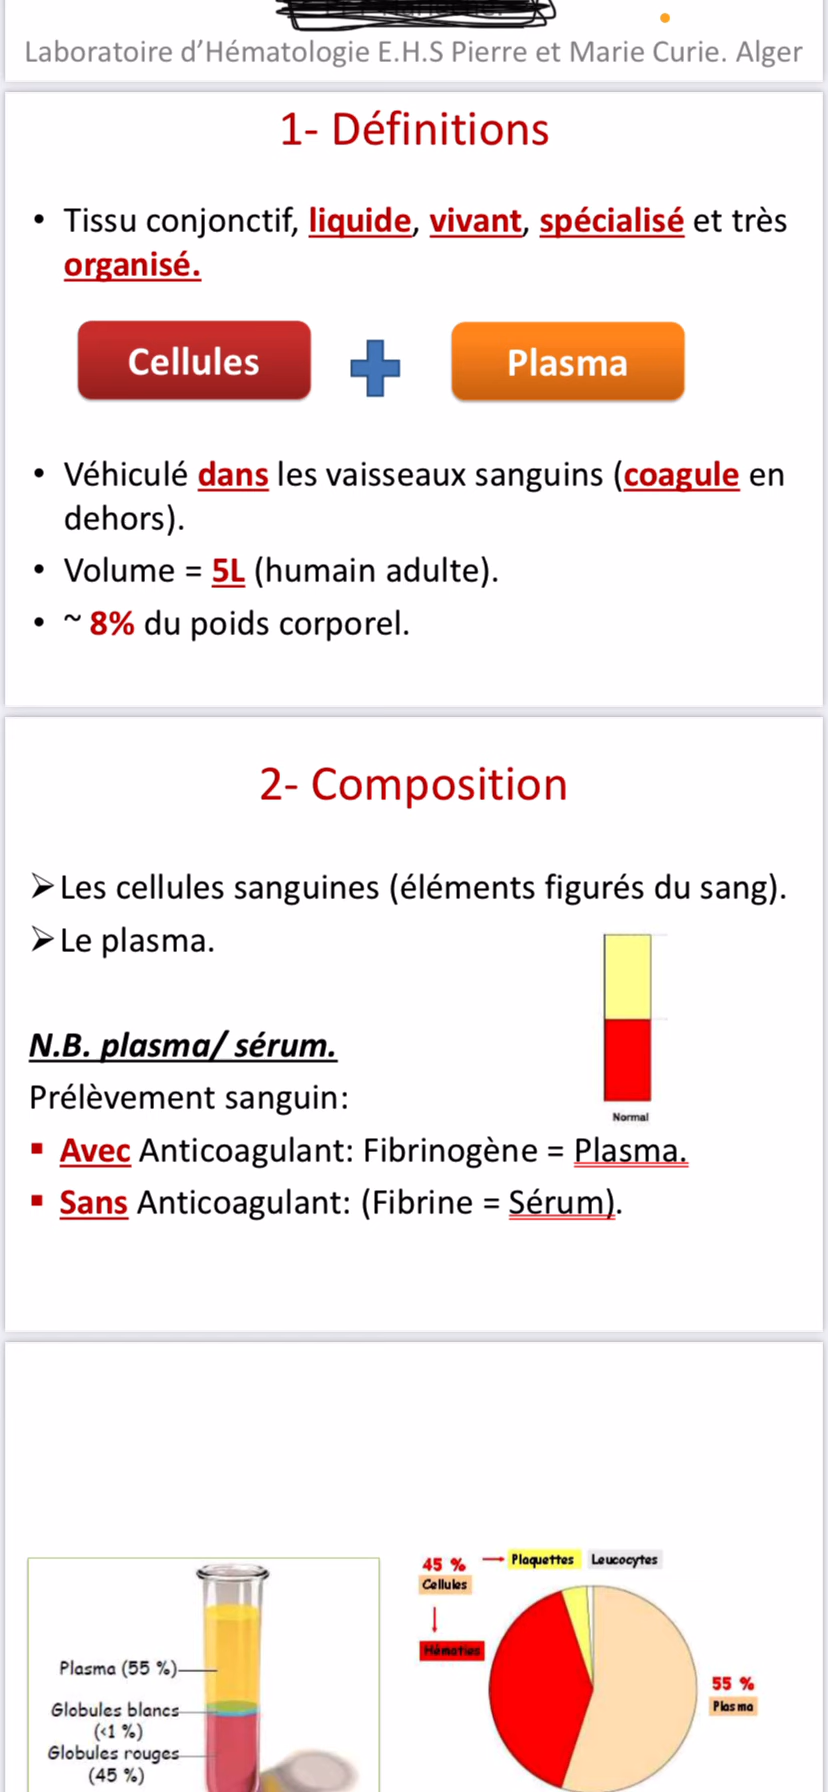 Laboratoire d'Hématologie E.H.S Pierre et Marie Curie. Alger
1- Définitions
• Tissu conjonctif, liquide, vivant, spécialisé et très
organisé.
Cellules
Plasma
• Véhiculé dans les vaisseaux sanguins (coagule en
dehors).
• Volume = 5L (humain adulte).
• ~ 8% du poids corporel.
2- Composition
➢ Les cellules sanguines (éléments figurés du sang).
➢ Le plasma.
N.B. plasma/ sérum.
Prélèvement sanguin:
Normal
▪ Avec Anticoagulant: Fibrinogène = Plasma.
▪ Sans Anticoagulant: (Fibrine = Sérum).
45 %
Cellules
Plaquettes
Leucocytes
Hématies
Plasma (55 %)
Globules blancs
(<1 %)
Globules rouges
(45 %)
55 %
Plasma